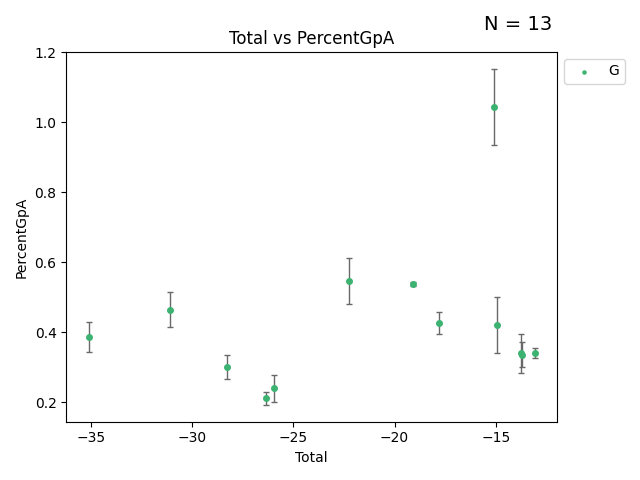 N = 13
Total vs PercentGpA
G
PercentGpA
1.2
1.0
0.8
0.6
0.4
0.2
−35
−30
−25
−20
−15
Total